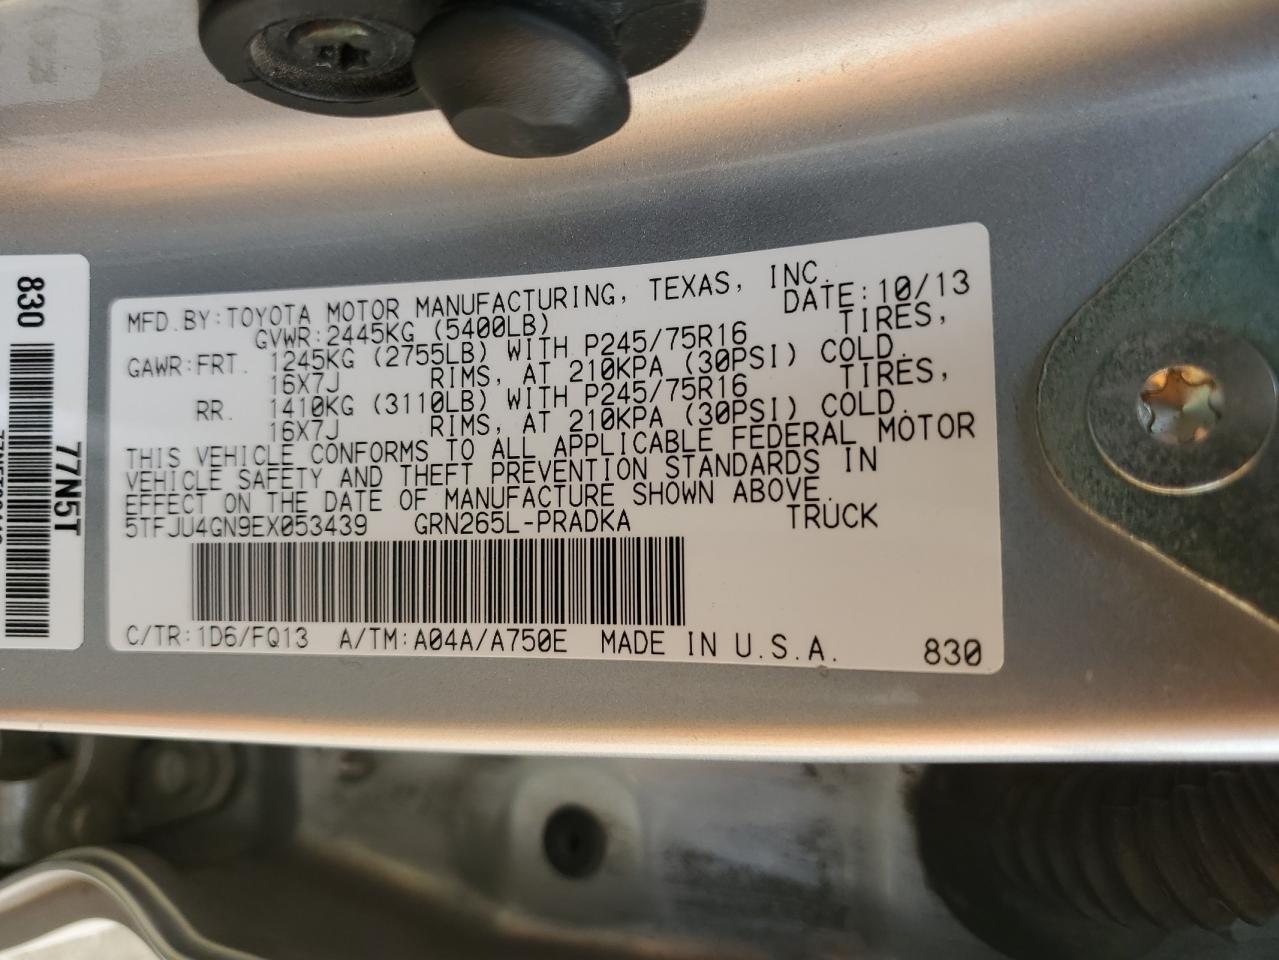 MFD.BY:TOYOTA MOTOR MANUFACTURING, TEXAS, INC.
GVWR:2445KG (5400LB) DATE:10/13
GAWR:FRT. 1245KG (2755LB) WITH P245/75R16 TIRES,
16X7J RIMS, AT 210KPA (30PSI) COLD.
RR. 1410KG (3110LB) WITH P245/75R16 TIRES,
16X7J RIMS, AT 210KPA (30PSI) COLD.
THIS VEHICLE CONFORMS TO ALL APPLICABLE FEDERAL MOTOR
VEHICLE SAFETY AND THEFT PREVENTION STANDARDS IN
EFFECT ON THE DATE OF MANUFACTURE SHOWN ABOVE.
5TFJU4GN9EX053439 GRN265L-PRADKA TRUCK
C/TR:1D6/FQ13 A/TM:A04A/A750E MADE IN U.S.A. 830
830
77N5T